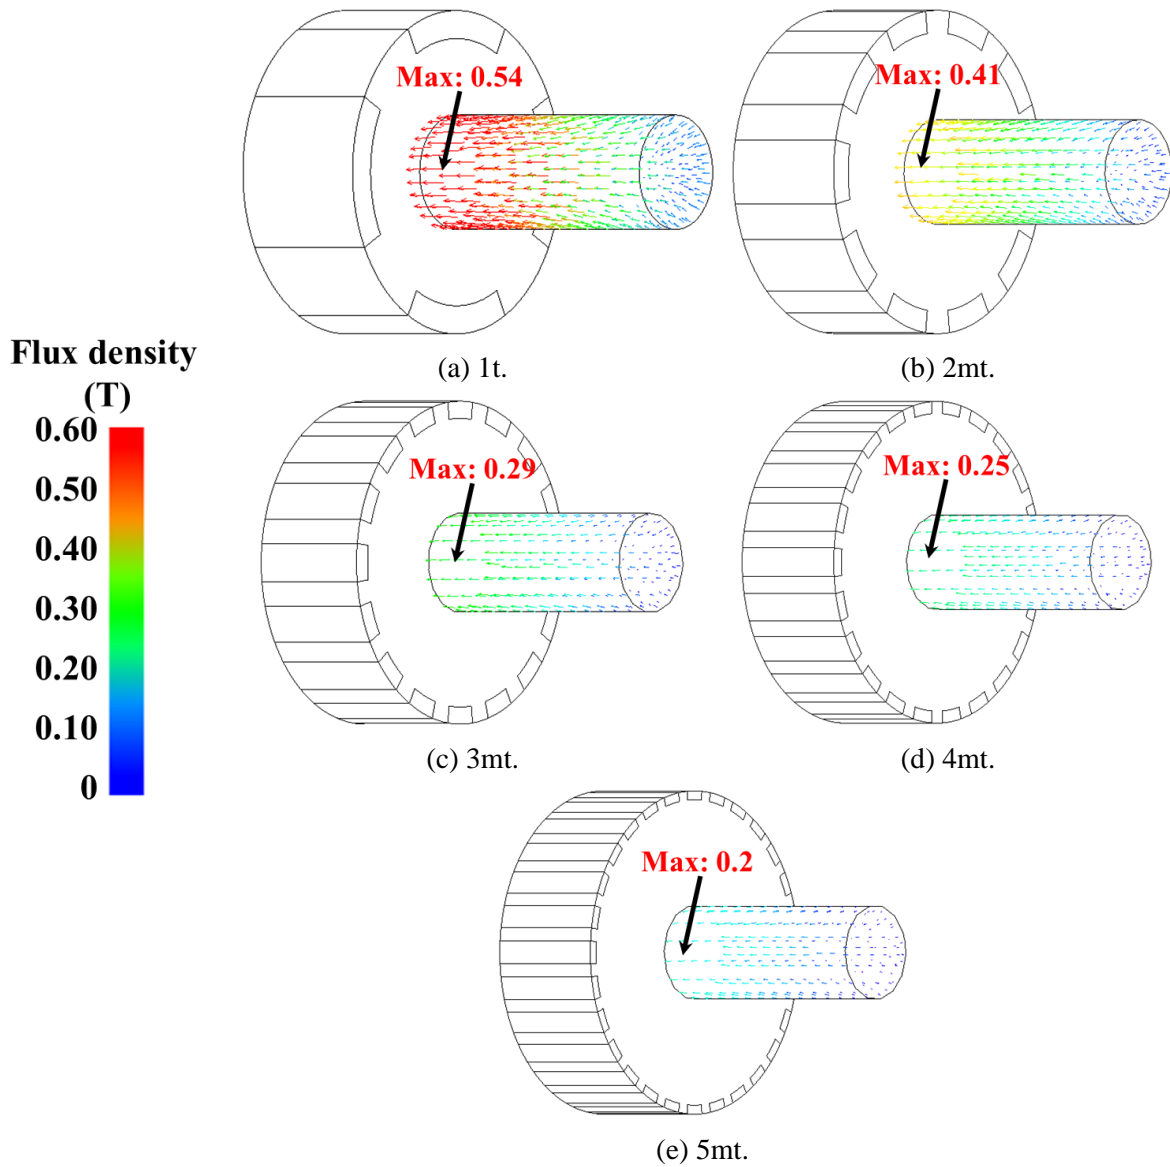 Max: 0.54
Max: 0.41
(a) 1t.
(b) 2mt.
Flux density
(T)
0.60
0.50
0.40
0.30
0.20
0.10
0
Max: 0.29
Max: 0.25
(c) 3mt.
(d) 4mt.
Max: 0.2
(e) 5mt.